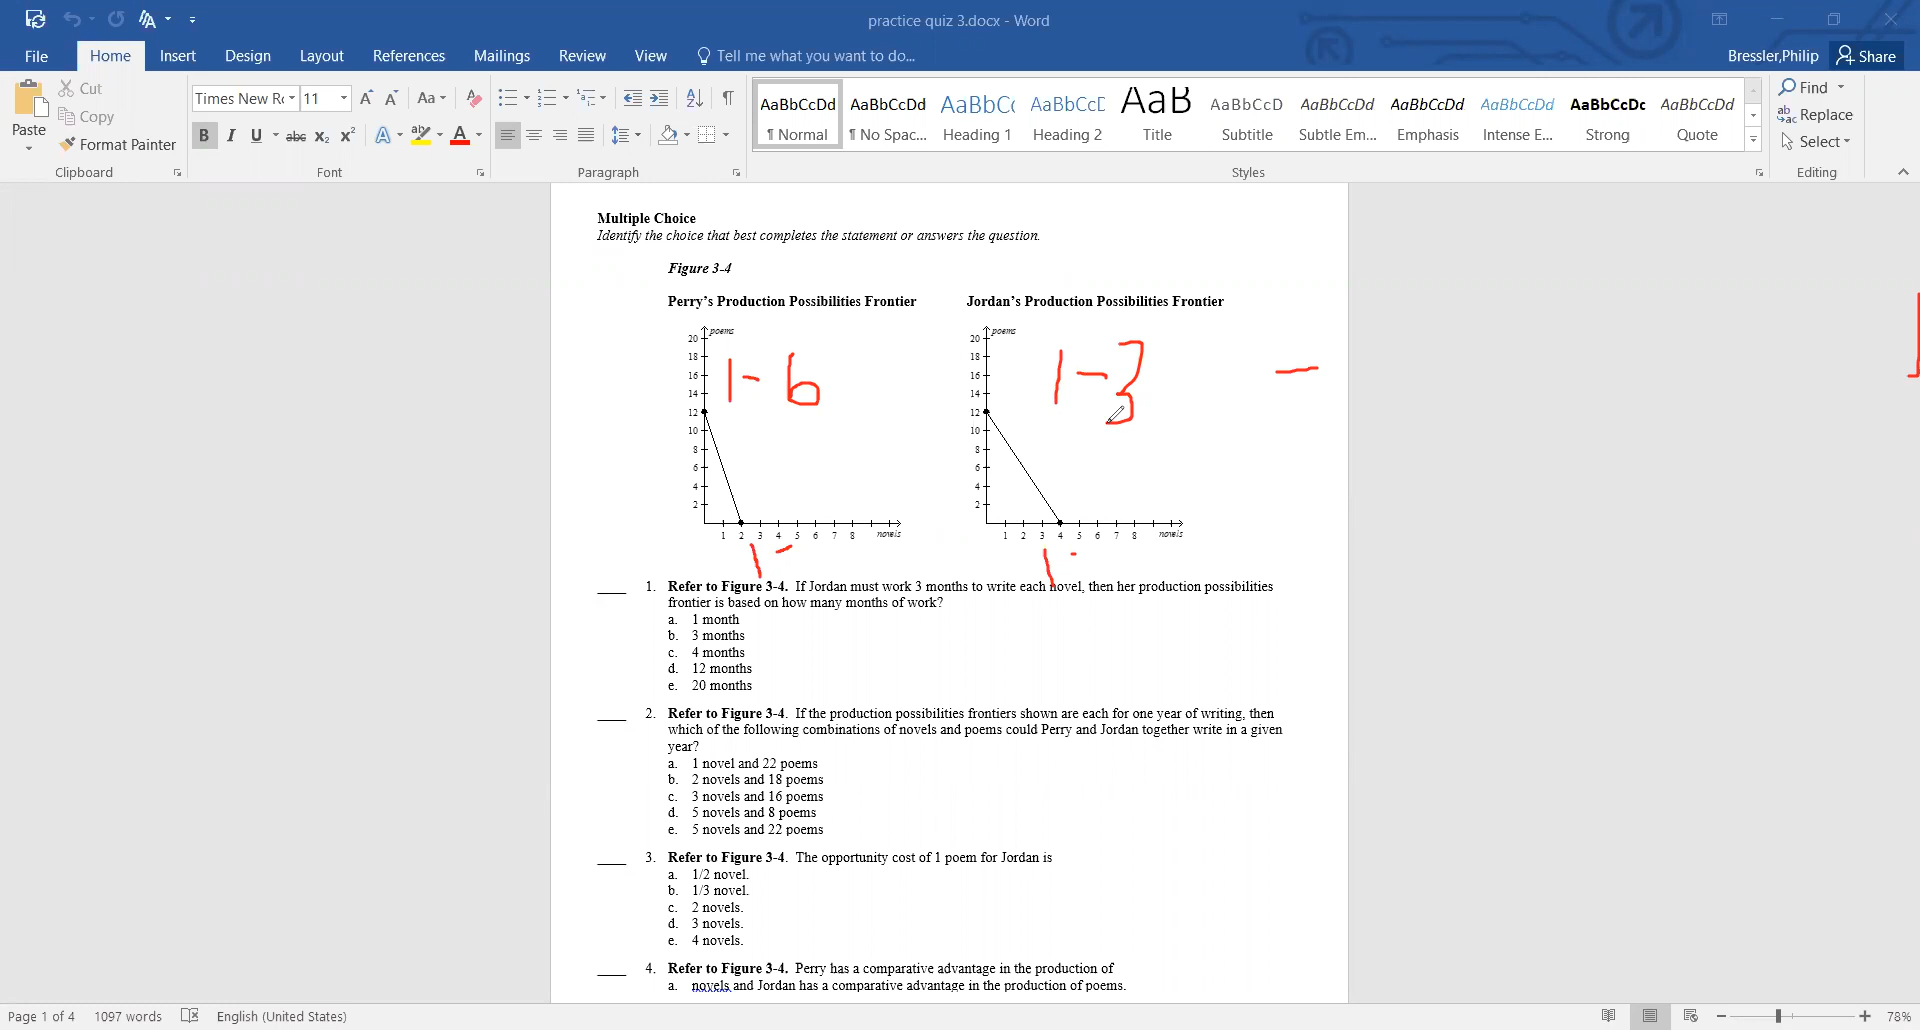 practice quiz 3.docx - Word
File Home Insert Design Layout References Mailings Review View Tell me what you want to do... Bressler,Philip Share
Paste Cut Copy Format Painter
Times New R 11 Aa
B I U abc x₂ x² A ab A
AaBbCcDd AaBbCcDd AaBbC AaBbCcD AaB AaBbCcD AaBbCcDd AaBbCcDd AaBbCcDd AaBbCcDc AaBbCcDd
¶ Normal ¶ No Spac... Heading 1 Heading 2 Title Subtitle Subtle Em... Emphasis Intense E... Strong Quote
Find Replace Select
Clipboard Font Paragraph Styles Editing
Multiple Choice
Identify the choice that best completes the statement or answers the question.
Figure 3-4
Perry's Production Possibilities Frontier Jordan's Production Possibilities Frontier
poems
20
18
16
14
12
10
8
6
4
2
1 2 3 4 5 6 7 8 novels
1 - 6
1 -
poems
20
18
16
14
12
10
8
6
4
2
1 2 3 4 5 6 7 8 novels
1 - 3
1 -
____ 1. Refer to Figure 3-4. If Jordan must work 3 months to write each novel, then her production possibilities
frontier is based on how many months of work?
a. 1 month
b. 3 months
c. 4 months
d. 12 months
e. 20 months
____ 2. Refer to Figure 3-4. If the production possibilities frontiers shown are each for one year of writing, then
which of the following combinations of novels and poems could Perry and Jordan together write in a given
year?
a. 1 novel and 22 poems
b. 2 novels and 18 poems
c. 3 novels and 16 poems
d. 5 novels and 8 poems
e. 5 novels and 22 poems
____ 3. Refer to Figure 3-4. The opportunity cost of 1 poem for Jordan is
a. 1/2 novel.
b. 1/3 novel.
c. 2 novels.
d. 3 novels.
e. 4 novels.
____ 4. Refer to Figure 3-4. Perry has a comparative advantage in the production of
a. novels and Jordan has a comparative advantage in the production of poems.
Page 1 of 4 1097 words English (United States) 78%